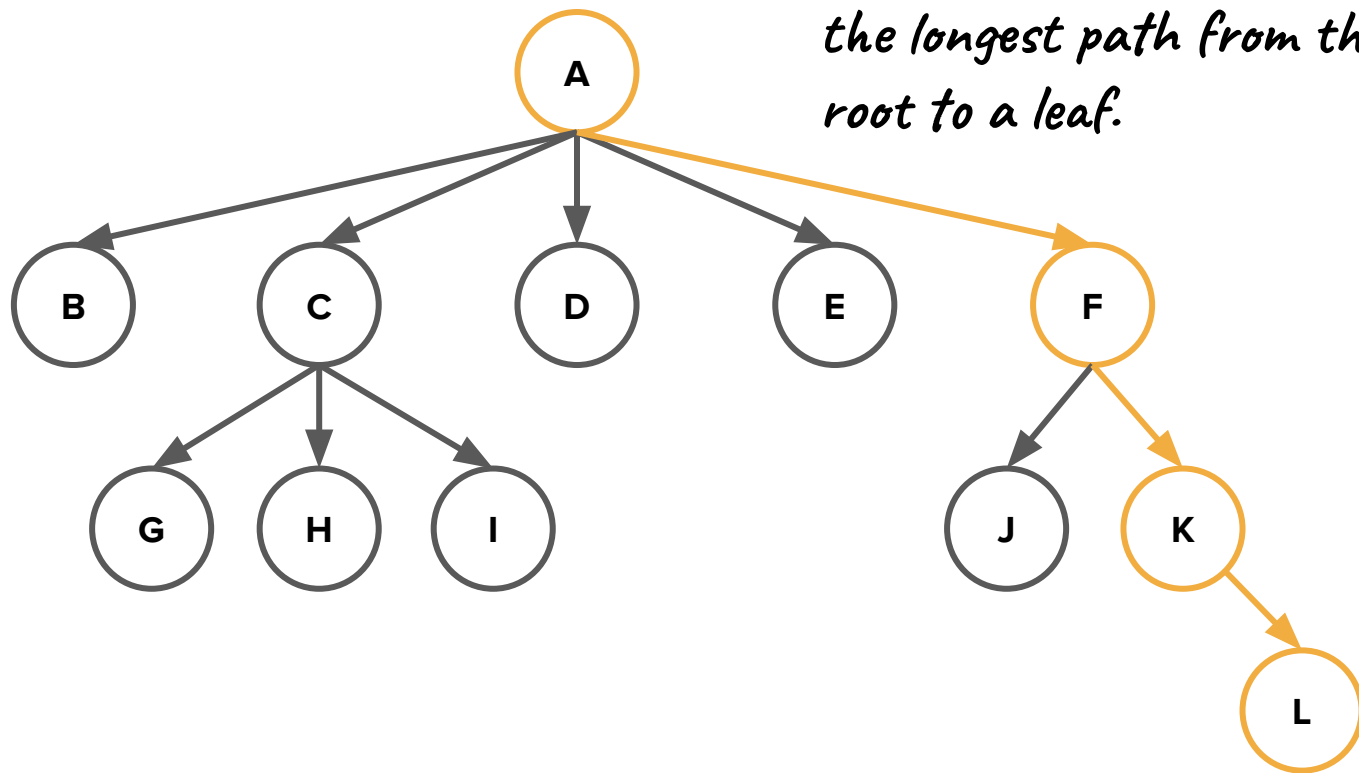 the longest path from th
root to a leaf.
A
B C D E F
G H I J K
L